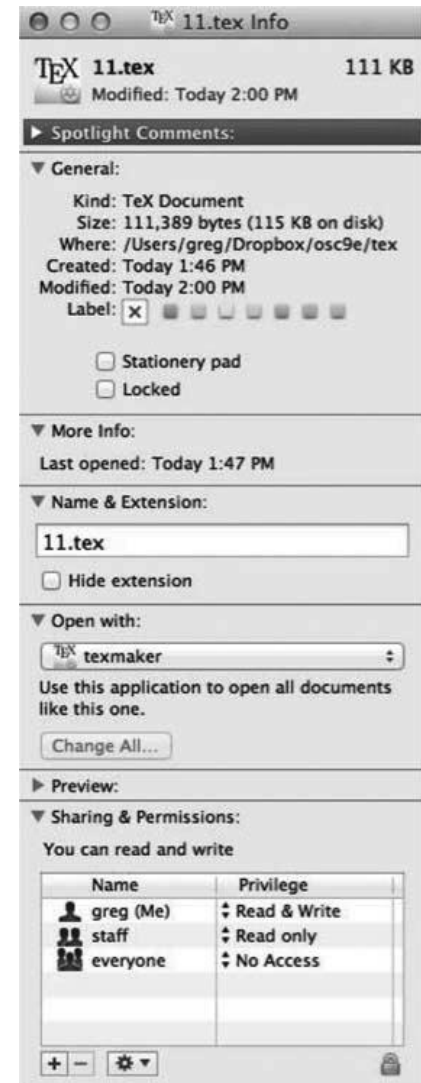 TEX 11.tex Info
TEX 11.tex 111 KB
Modified: Today 2:00 PM
Spotlight Comments:
General:
Kind: TeX Document
Size: 111,389 bytes (115 KB on disk)
Where: /Users/greg/Dropbox/osc9e/tex
Created: Today 1:46 PM
Modified: Today 2:00 PM
Label: x
Stationery pad
Locked
More Info:
Last opened: Today 1:47 PM
Name & Extension:
11.tex
Hide extension
Open with:
TEX texmaker
Use this application to open all documents
like this one.
Change All...
Preview:
Sharing & Permissions:
You can read and write
Name Privilege
greg (Me) Read & Write
staff Read only
everyone No Access
+ −